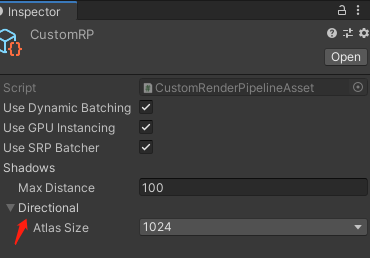 Inspector
CustomRP
Open
Script CustomRenderPipelineAsset
Use Dynamic Batching
Use GPU Instancing
Use SRP Batcher
Shadows
Max Distance 100
Directional
Atlas Size 1024